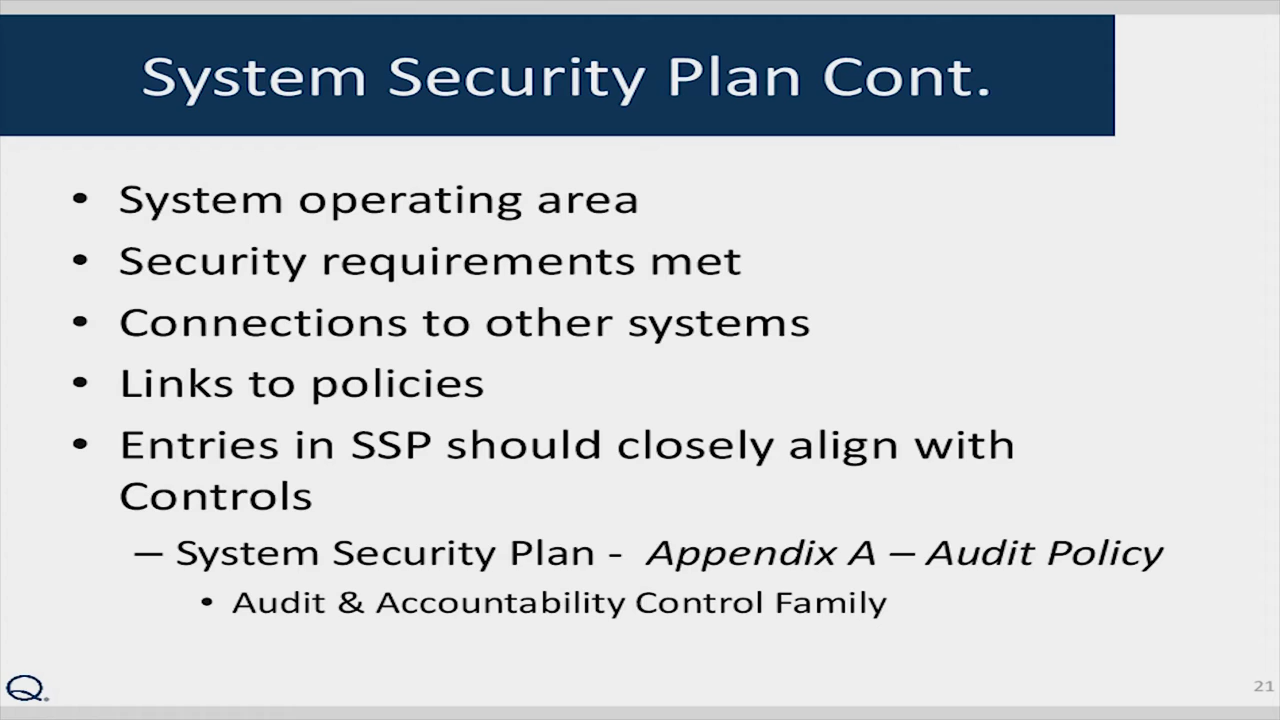 System Security Plan Cont.
• System operating area
• Security requirements met
• Connections to other systems
• Links to policies
• Entries in SSP should closely align with
Controls
– System Security Plan - Appendix A – Audit Policy
• Audit & Accountability Control Family
Q®
21